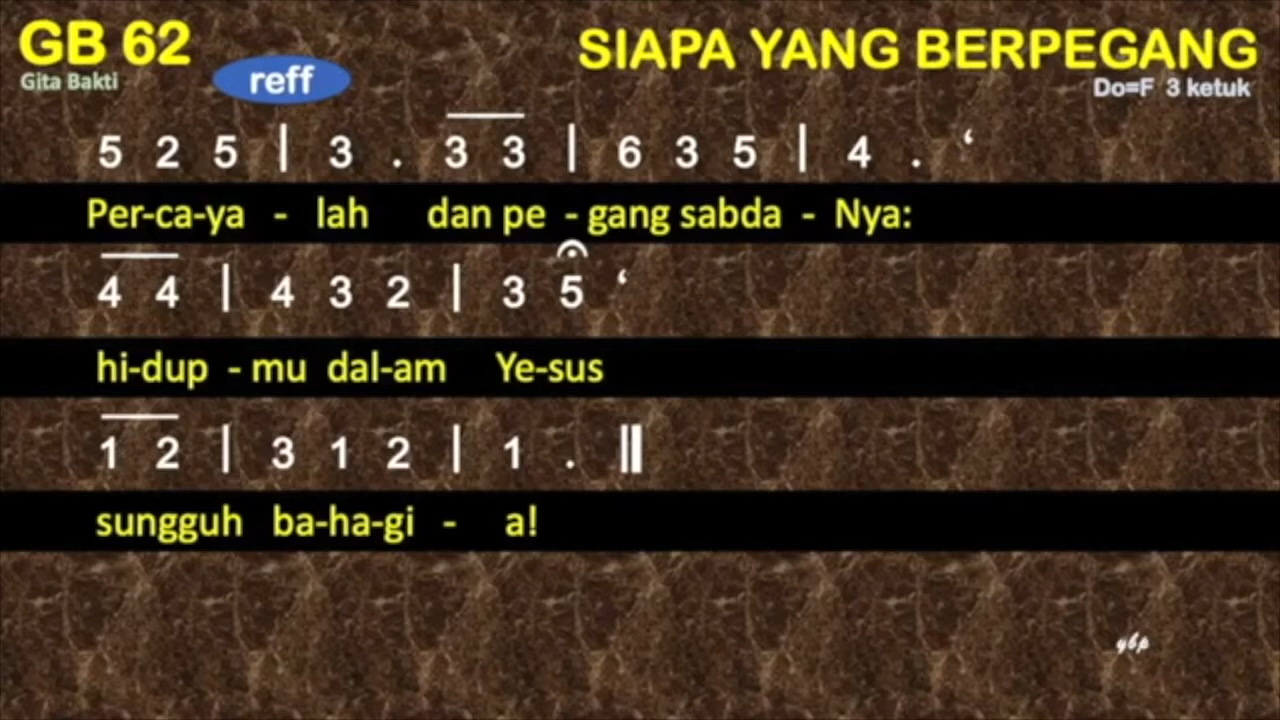 GB 62 SIAPA YANG BERPEGANG
Gita Bakti reff Do=F 3 ketuk
5 2 5 | 3 . 3 3 | 6 3 5 | 4 . ‘
Per-ca-ya - lah dan pe - gang sabda - Nya:
4 4 | 4 3 2 | 3 5 ‘
hi-dup - mu dal-am Ye-sus
1 2 | 3 1 2 | 1 . ||
sungguh ba-ha-gi - a!
ybp